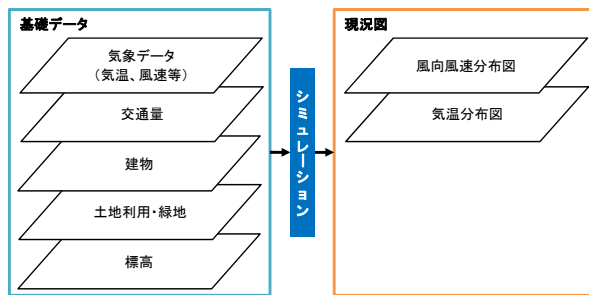 基礎データ
気象データ
(気温、風速等)
交通量
建物
土地利用・緑地
標高
シミュレーション
現況図
風向風速分布図
気温分布図